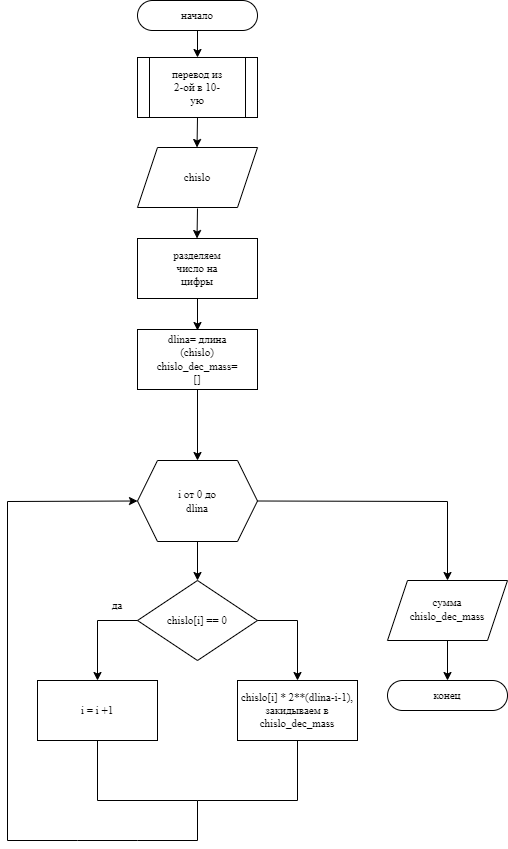 начало
перевод из
2-ой в 10-
ую
chislo
разделяем
число на
цифры
dlina= длина
(chislo)
chislo_dec_mass=
[]
i от 0 до
dlina
да
chislo[i] == 0
i = i +1
chislo[i] * 2**(dlina-i-1),
закидываем в
chislo_dec_mass
сумма
chislo_dec_mass
конец